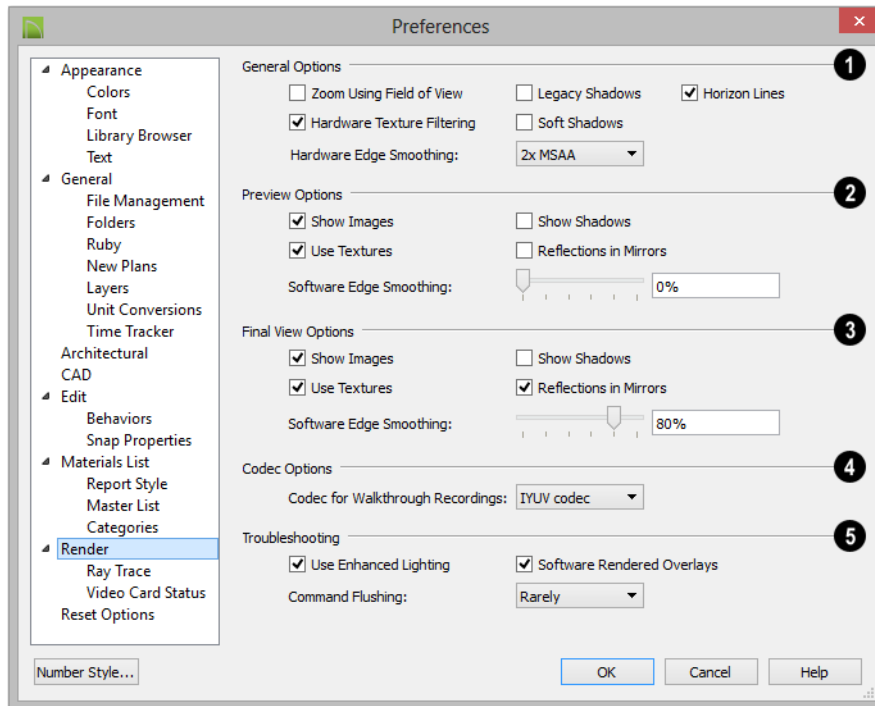 Preferences
Appearance
Colors
Font
Library Browser
Text
General
File Management
Folders
Ruby
New Plans
Layers
Unit Conversions
Time Tracker
Architectural
CAD
Edit
Behaviors
Snap Properties
Materials List
Report Style
Master List
Categories
Render
Ray Trace
Video Card Status
Reset Options
General Options 1
Zoom Using Field of View Legacy Shadows Horizon Lines
Hardware Texture Filtering Soft Shadows
Hardware Edge Smoothing: 2x MSAA
Preview Options 2
Show Images Show Shadows
Use Textures Reflections in Mirrors
Software Edge Smoothing: 0%
Final View Options 3
Show Images Show Shadows
Use Textures Reflections in Mirrors
Software Edge Smoothing: 80%
Codec Options 4
Codec for Walkthrough Recordings: IYUV codec
Troubleshooting 5
Use Enhanced Lighting Software Rendered Overlays
Command Flushing: Rarely
Number Style... OK Cancel Help